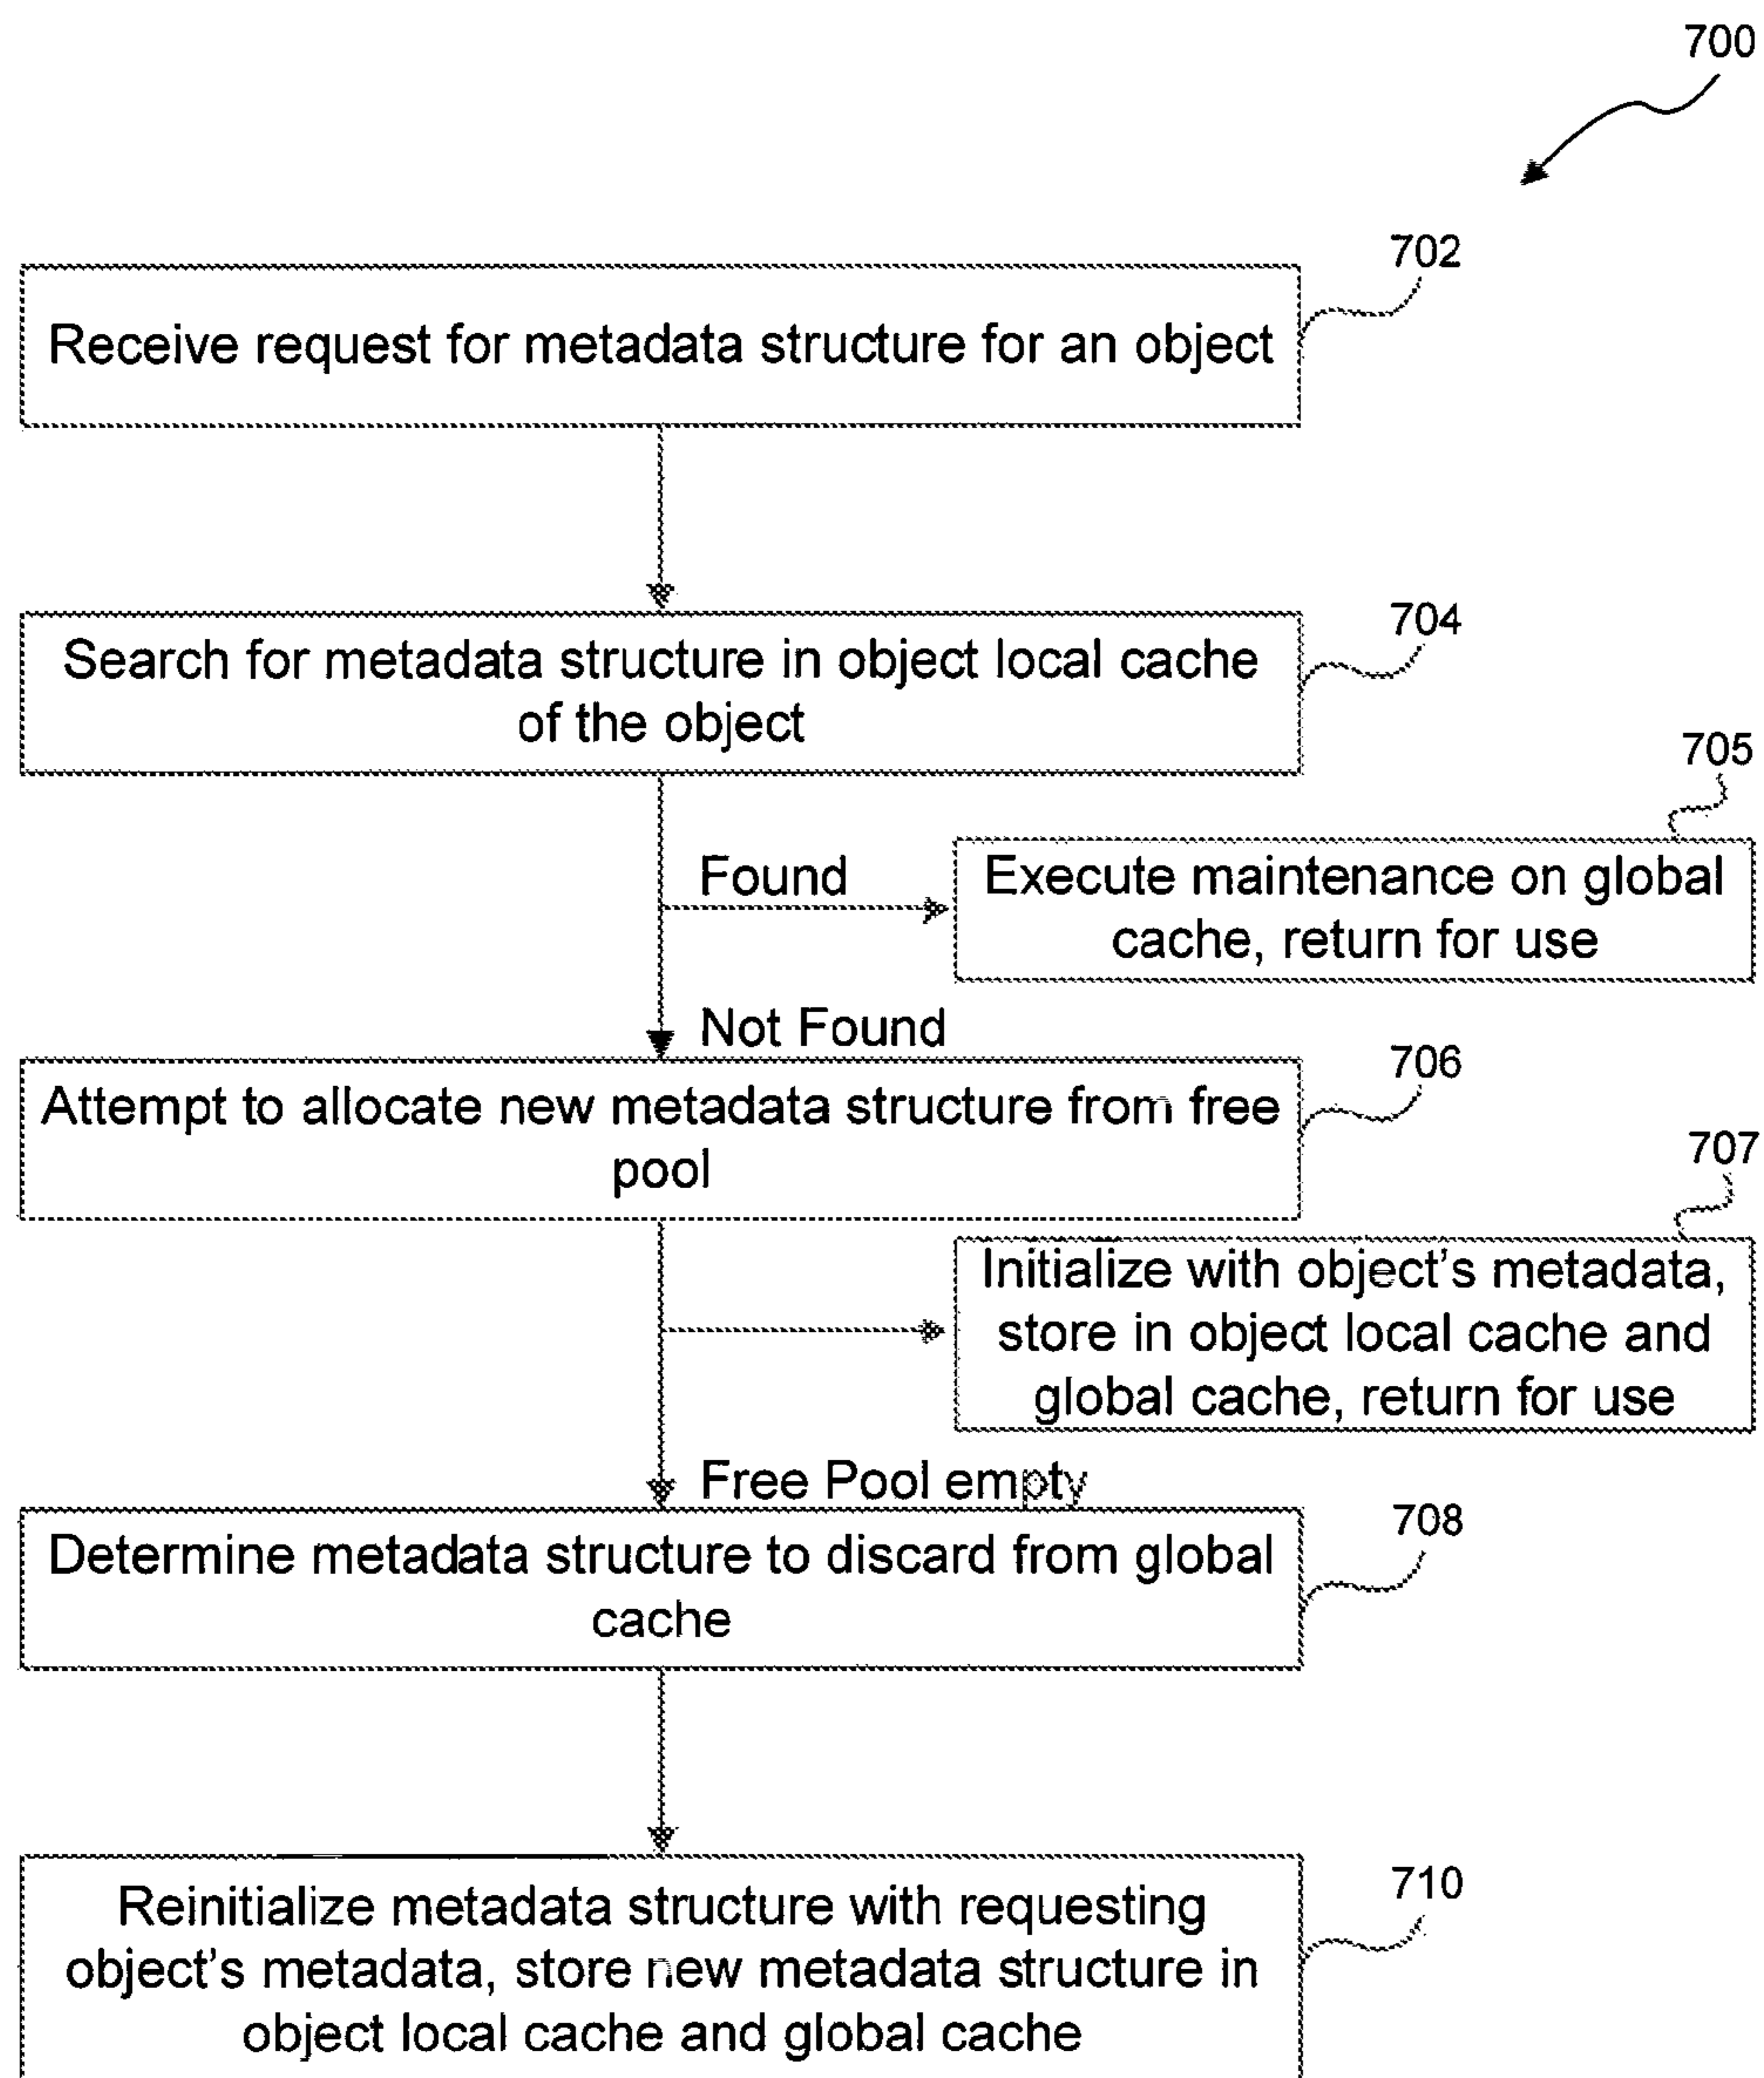 700
702
Receive request for metadata structure for an object
704
Search for metadata structure in object local cache
of the object
705
Found
Execute maintenance on global
cache, return for use
Not Found
706
Attempt to allocate new metadata structure from free
pool
707
Initialize with object's metadata,
store in object local cache and
global cache, return for use
Free Pool empty
708
Determine metadata structure to discard from global
cache
710
Reinitialize metadata structure with requesting
object's metadata, store new metadata structure in
object local cache and global cache